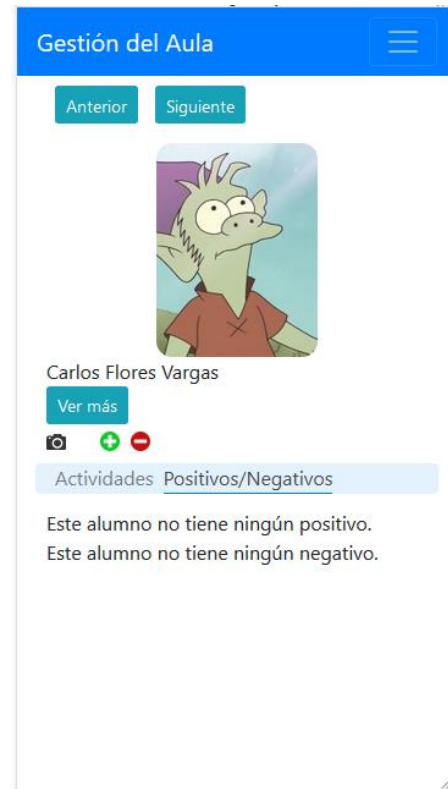 Gestión del Aula
Anterior Siguiente
Carlos Flores Vargas
Ver más
Actividades Positivos/Negativos
Este alumno no tiene ningún positivo.
Este alumno no tiene ningún negativo.